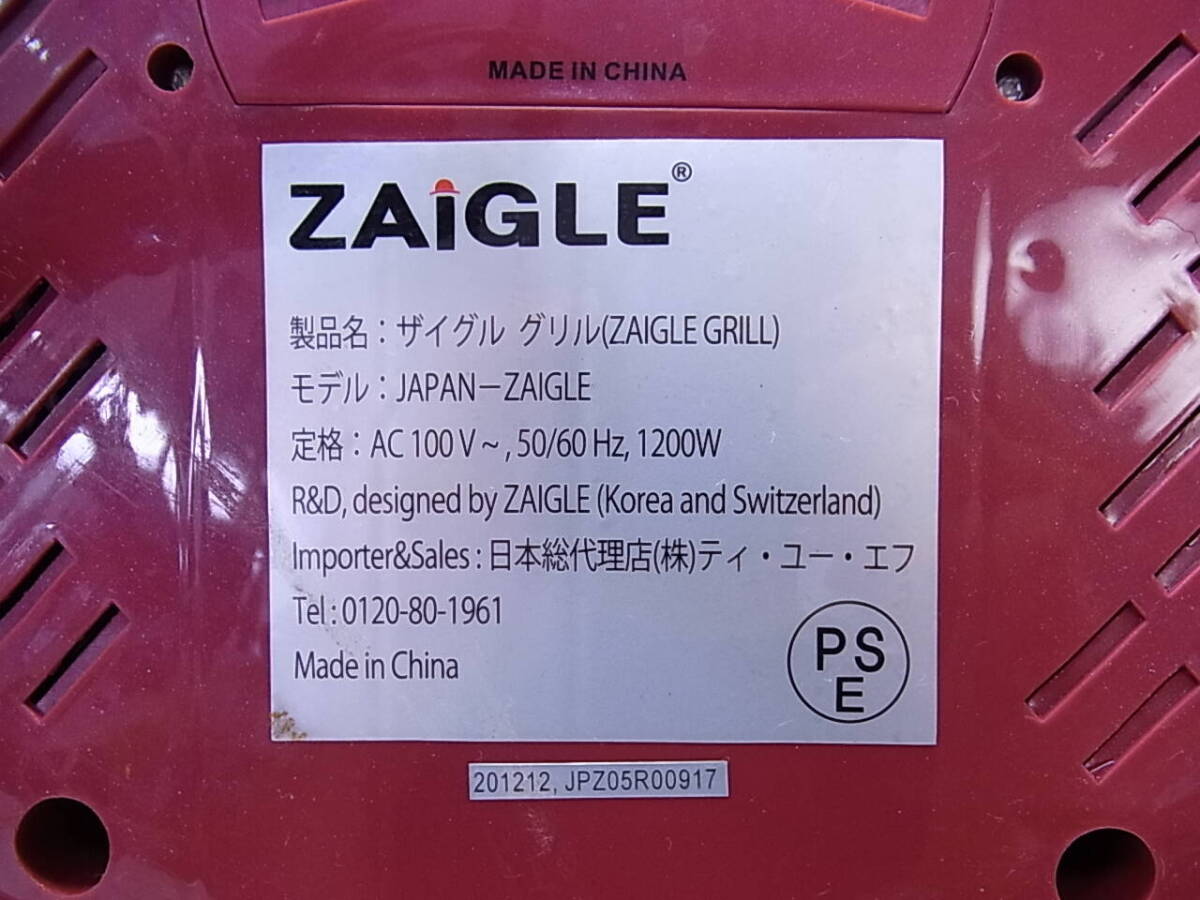 MADE IN CHINA
ZAiGLE®
製品名：ザイグル グリル(ZAIGLE GRILL)
モデル：JAPAN－ZAIGLE
定格：AC 100 V ~ , 50/60 Hz, 1200W
R&D, designed by ZAIGLE (Korea and Switzerland)
Importer&Sales : 日本総代理店(株)ティ・ユー・エフ
Tel : 0120-80-1961
Made in China
PS
E
201212, JPZ05R00917